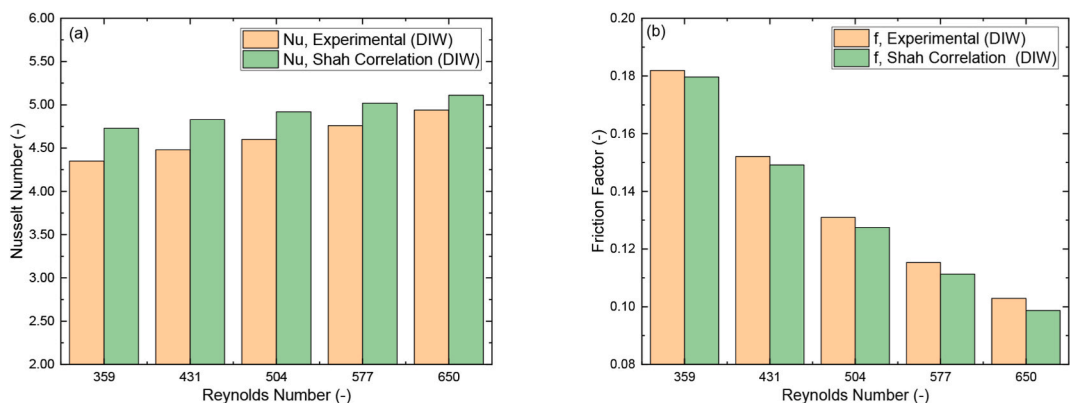 (a)
Nu, Experimental (DIW)
Nu, Shah Correlation (DIW)
6.00
5.50
5.00
4.50
4.00
3.50
3.00
2.50
2.00
Nusselt Number (-)
359 431 504 577 650
Reynolds Number (-)
(b)
f, Experimental (DIW)
f, Shah Correlation (DIW)
0.20
0.18
0.16
0.14
0.12
0.10
0.08
Friction Factor (-)
359 431 504 577 650
Reynolds Number (-)